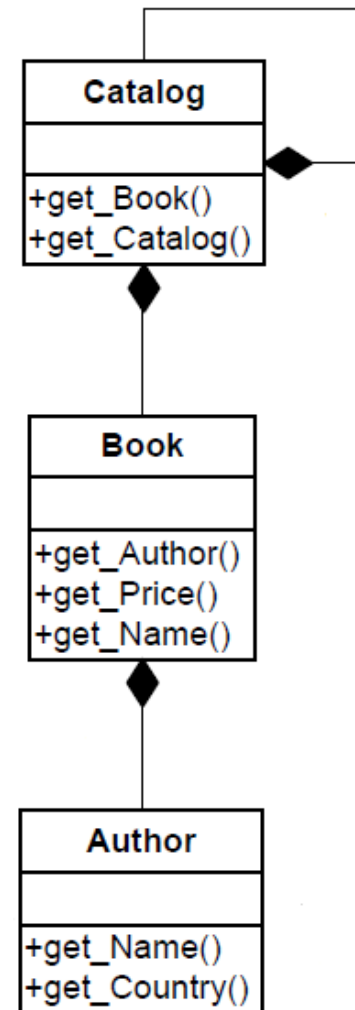 Catalog
+get_Book()
+get_Catalog()
Book
+get_Author()
+get_Price()
+get_Name()
Author
+get_Name()
+get_Country()